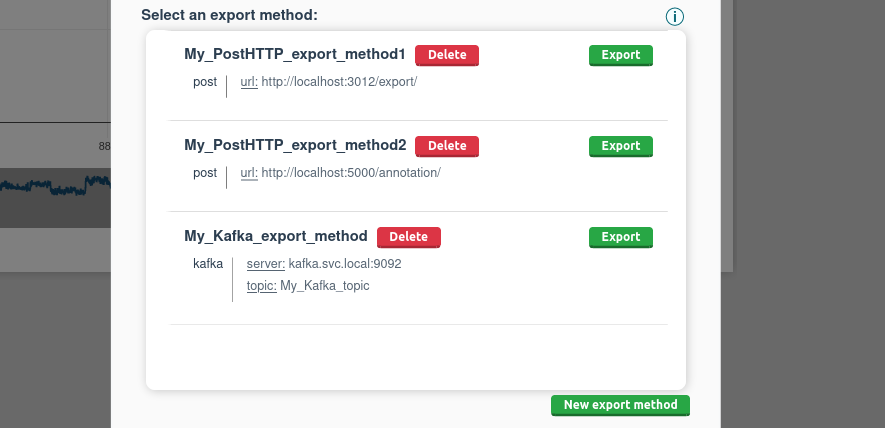 Select an export method:
i
My_PostHTTP_export_method1 Delete Export
post url: http://localhost:3012/export/
My_PostHTTP_export_method2 Delete Export
post url: http://localhost:5000/annotation/
88
My_Kafka_export_method Delete Export
kafka server: kafka.svc.local:9092
topic: My_Kafka_topic
New export method